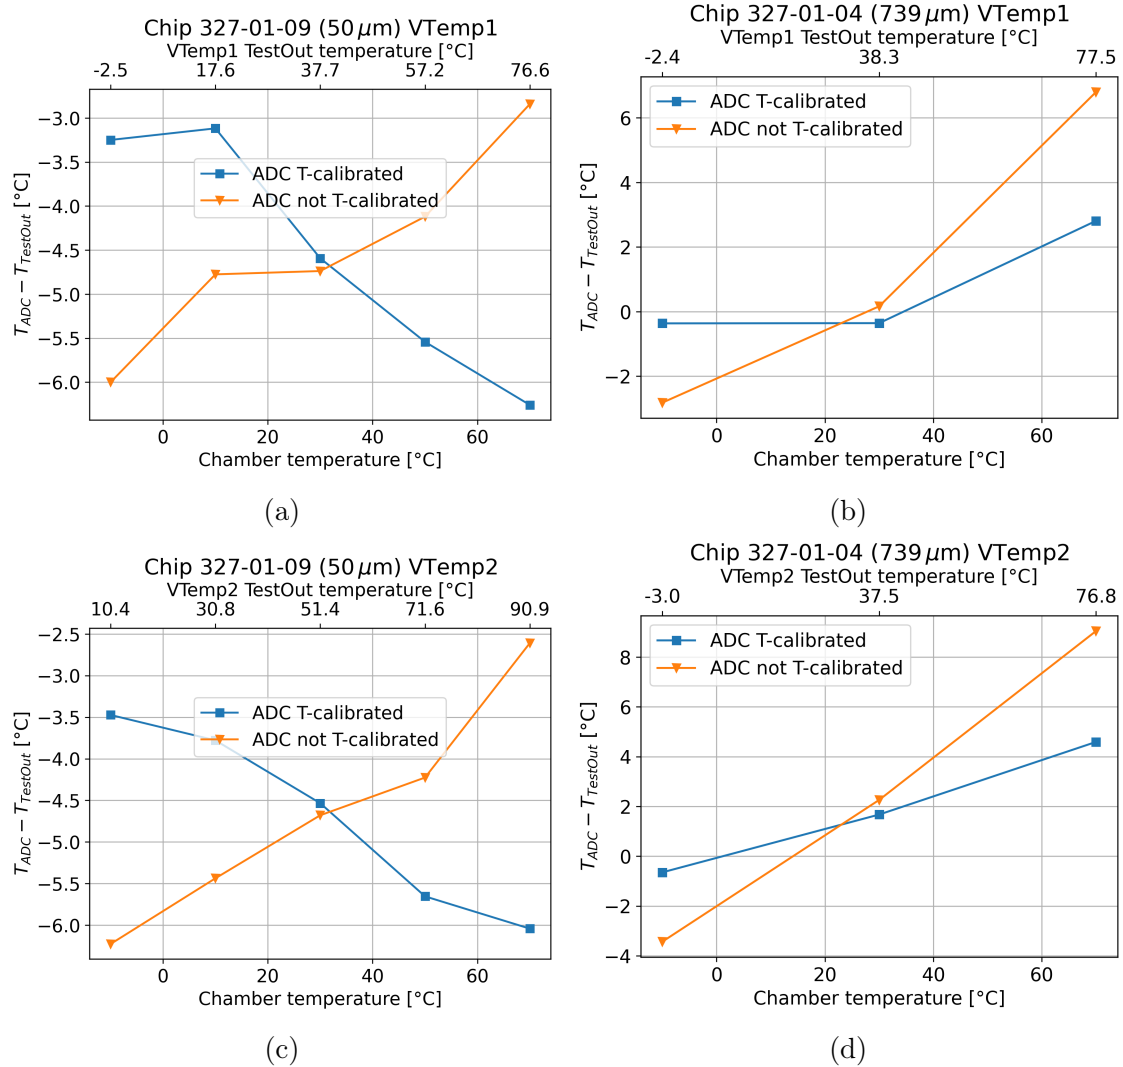 Chip 327-01-09 (50 μm) VTemp1
VTemp1 TestOut temperature [°C]
-2.5 17.6 37.7 57.2 76.6
−3.0
−3.5
−4.0
−4.5
−5.0
−5.5
−6.0
T_ADC − T_TestOut [°C]
ADC T-calibrated
ADC not T-calibrated
0 20 40 60
Chamber temperature [°C]
(a)
Chip 327-01-04 (739 μm) VTemp1
VTemp1 TestOut temperature [°C]
-2.4 38.3 77.5
6
4
2
0
−2
T_ADC − T_TestOut [°C]
ADC T-calibrated
ADC not T-calibrated
0 20 40 60
Chamber temperature [°C]
(b)
Chip 327-01-09 (50 μm) VTemp2
VTemp2 TestOut temperature [°C]
10.4 30.8 51.4 71.6 90.9
−2.5
−3.0
−3.5
−4.0
−4.5
−5.0
−5.5
−6.0
T_ADC − T_TestOut [°C]
ADC T-calibrated
ADC not T-calibrated
0 20 40 60
Chamber temperature [°C]
(c)
Chip 327-01-04 (739 μm) VTemp2
VTemp2 TestOut temperature [°C]
-3.0 37.5 76.8
8
6
4
2
0
−2
−4
T_ADC − T_TestOut [°C]
ADC T-calibrated
ADC not T-calibrated
0 20 40 60
Chamber temperature [°C]
(d)